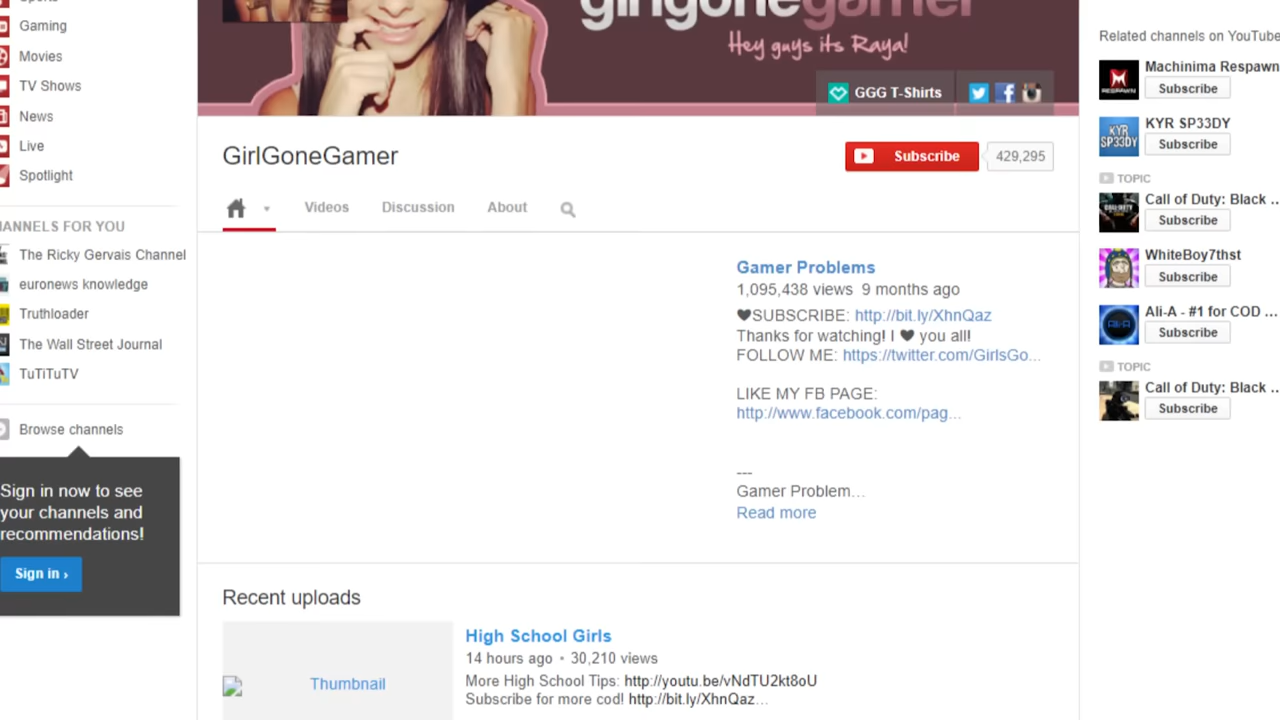 Sports
Gaming
Movies
TV Shows
News
Live
Spotlight
HANNELS FOR YOU
The Ricky Gervais Channel
euronews knowledge
Truthloader
The Wall Street Journal
TuTiTuTV
Browse channels
Sign in now to see
your channels and
recommendations!
Sign in ›
girlgonegamer
Hey guys its Raya!
GGG T-Shirts
GirlGoneGamer
Subscribe 429,295
Videos Discussion About
Gamer Problems
1,095,438 views 9 months ago
♥SUBSCRIBE: http://bit.ly/XhnQaz
Thanks for watching! I ♥ you all!
FOLLOW ME: https://twitter.com/GirlsGo...
LIKE MY FB PAGE:
http://www.facebook.com/pag...
---
Gamer Problem...
Read more
Recent uploads
Thumbnail
High School Girls
14 hours ago • 30,210 views
More High School Tips: http://youtu.be/vNdTU2kt8oU
Subscribe for more cod! http://bit.ly/XhnQaz...
Related channels on YouTube
RESPAWN
Machinima Respawn
Subscribe
KYR
SP33DY
KYR SP33DY
Subscribe
TOPIC
Call of Duty: Black ...
Subscribe
WhiteBoy7thst
Subscribe
ALI-A
Ali-A - #1 for COD ...
Subscribe
TOPIC
Call of Duty: Black ...
Subscribe